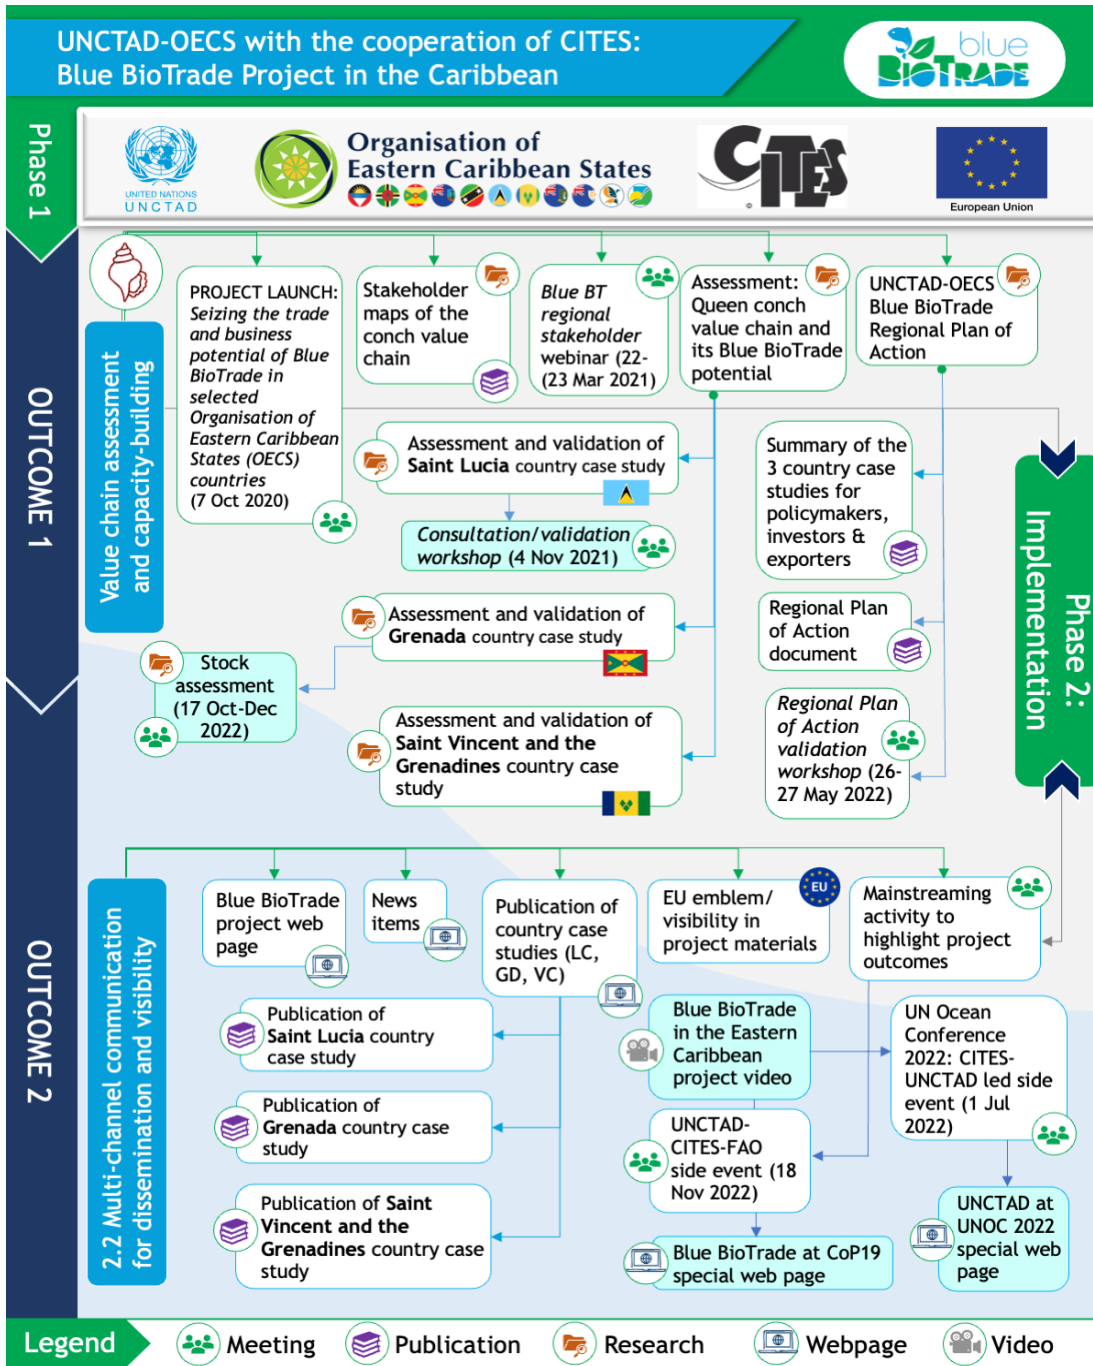 UNCTAD-OECS with the cooperation of CITES:
Blue BioTrade Project in the Caribbean
blue
BIOTRADE
Phase 1
UNITED NATIONS
UNCTAD
Organisation of
Eastern Caribbean States
CITES
©
European Union
OUTCOME 1
Value chain assessment
and capacity-building
PROJECT LAUNCH:
Seizing the trade
and business
potential of Blue
BioTrade in
selected
Organisation of
Eastern Caribbean
States (OECS)
countries
(7 Oct 2020)
Stakeholder
maps of the
conch value
chain
Blue BT
regional
stakeholder
webinar (22-
(23 Mar 2021)
Assessment:
Queen conch
value chain and
its Blue BioTrade
potential
UNCTAD-OECS
Blue BioTrade
Regional Plan of
Action
Assessment and validation of
Saint Lucia country case study
Consultation/validation
workshop (4 Nov 2021)
Assessment and validation of
Grenada country case study
Stock
assessment
(17 Oct-Dec
2022)
Assessment and validation of
Saint Vincent and the
Grenadines country case
study
Summary of the
3 country case
studies for
policymakers,
investors &
exporters
Regional Plan
of Action
document
Regional Plan
of Action
validation
workshop (26-
27 May 2022)
Phase 2:
Implementation
OUTCOME 2
2.2 Multi-channel communication
for dissemination and visibility
Blue BioTrade
project web
page
News
items
Publication of
country case
studies (LC,
GD, VC)
EU emblem/
visibility in
project materials
EU
Mainstreaming
activity to
highlight project
outcomes
Publication of
Saint Lucia country
case study
Publication of
Grenada country case
study
Publication of Saint
Vincent and the
Grenadines country case
study
Blue BioTrade
in the Eastern
Caribbean
project video
UNCTAD-
CITES-FAO
side event (18
Nov 2022)
Blue BioTrade at CoP19
special web page
UN Ocean
Conference
2022: CITES-
UNCTAD led side
event (1 Jul
2022)
UNCTAD at
UNOC 2022
special web
page
Legend
Meeting
Publication
Research
Webpage
Video